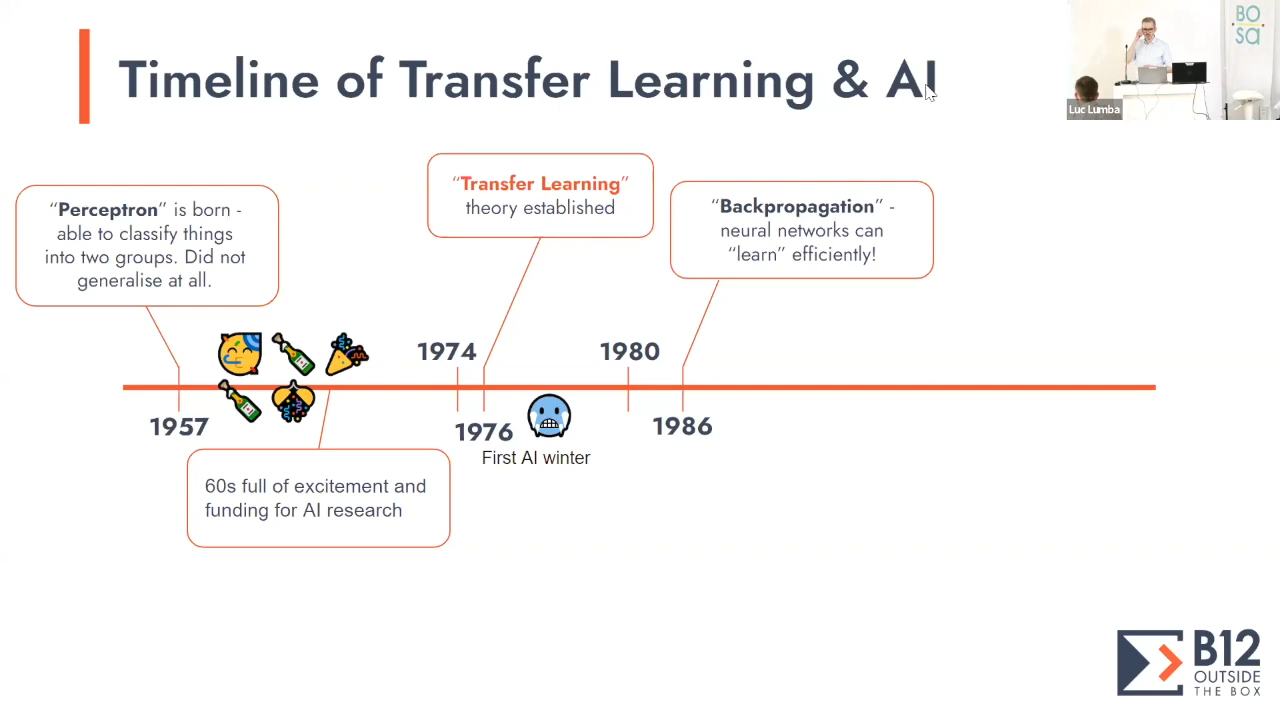 Timeline of Transfer Learning & AI
BO
sa
Luc Lumba
“Perceptron” is born -
able to classify things
into two groups. Did not
generalise at all.
“Transfer Learning”
theory established
“Backpropagation” -
neural networks can
“learn” efficiently!
1974
1980
1957
1976
1986
First AI winter
60s full of excitement and
funding for AI research
B12
OUTSIDE
THE BOX